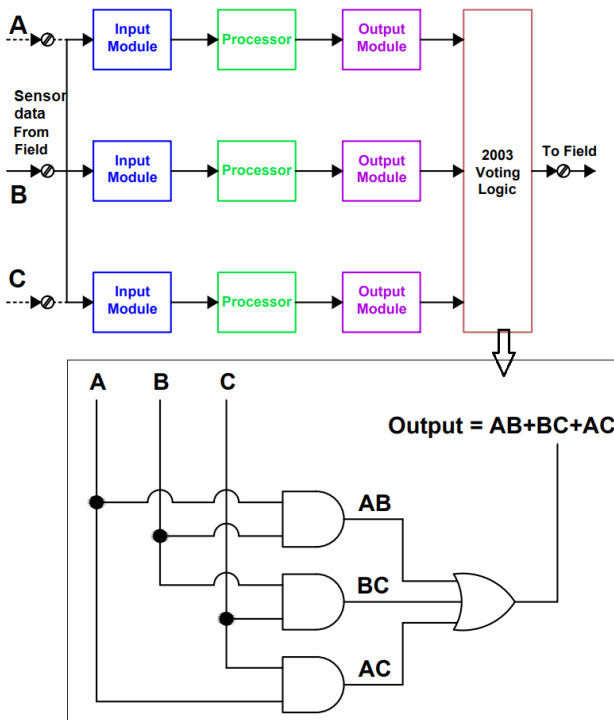 A
Input
Module
Processor
Output
Module
Sensor
data
From
Field
B
Input
Module
Processor
Output
Module
2003
Voting
Logic
To Field
C
Input
Module
Processor
Output
Module
A B C
Output = AB+BC+AC
AB
BC
AC